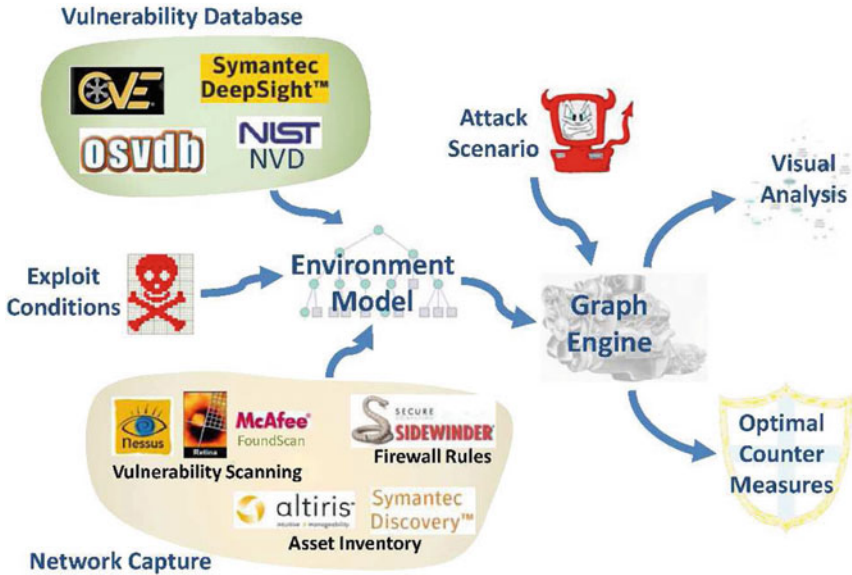 Vulnerability Database
CVE
Symantec
DeepSight™
osvdb
NIST
NVD
Attack
Scenario
Visual
Analysis
Exploit
Conditions
Environment
Model
Graph
Engine
Nessus
Retina
McAfee®
FoundScan
Vulnerability Scanning
SECURE
SIDEWINDER®
Firewall Rules
altiris®
Symantec
Discovery™
Asset Inventory
Network Capture
Optimal
Counter
Measures